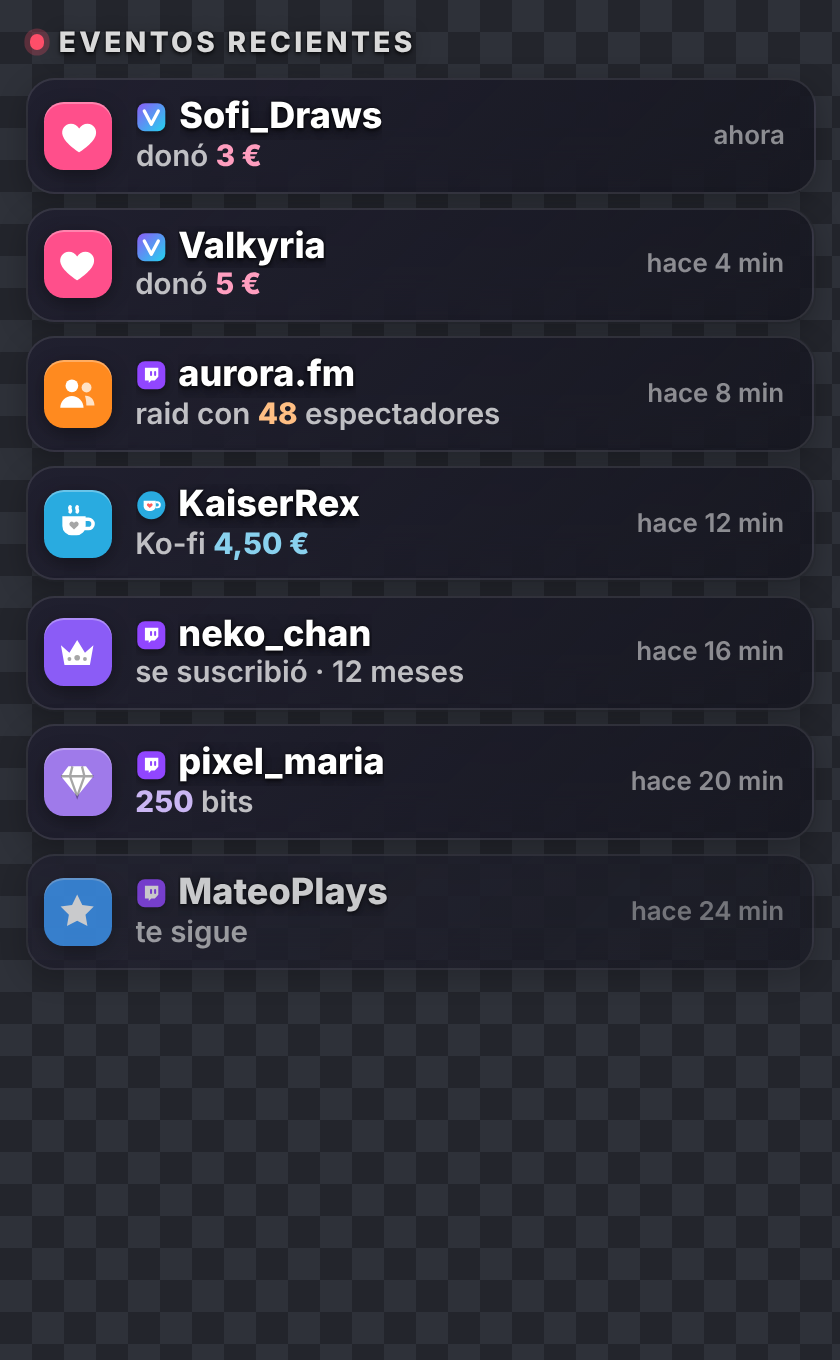 EVENTOS RECIENTES
Sofi_Draws
donó 3 €
ahora
Valkyria
donó 5 €
hace 4 min
aurora.fm
raid con 48 espectadores
hace 8 min
KaiserRex
Ko-fi 4,50 €
hace 12 min
neko_chan
se suscribió · 12 meses
hace 16 min
pixel_maria
250 bits
hace 20 min
MateoPlays
te sigue
hace 24 min